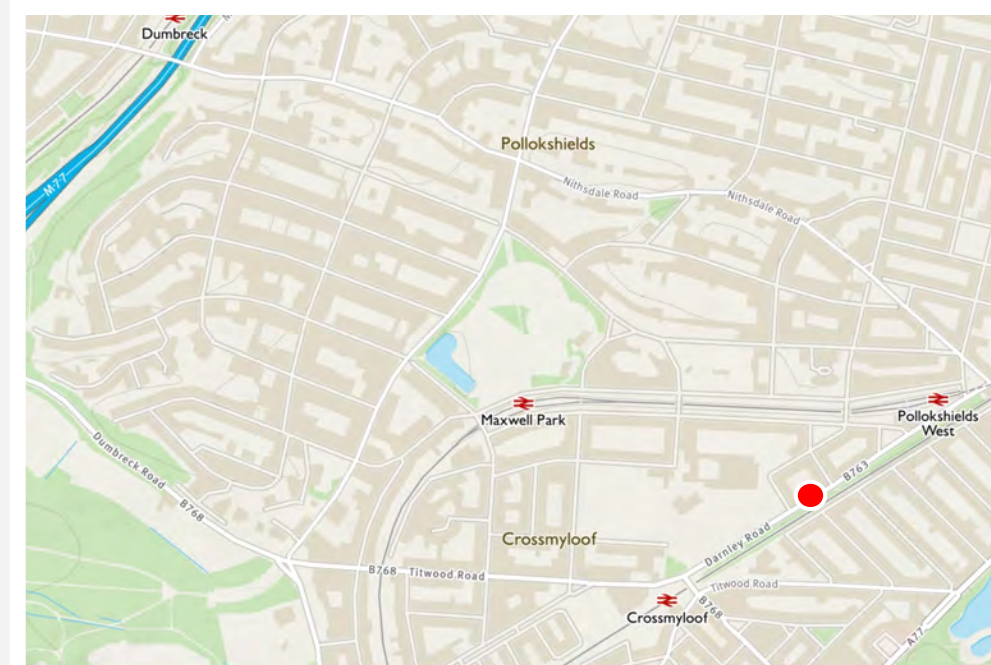 Dumbreck
M-77
Pollokshields
Nithsdale Road
Nithsdale Road
Maxwell Park
Pollokshields
West
Dumbreck Road
B768
B763
Darnley Road
Crossmyloof
B768
Titwood Road
Titwood Road
Crossmyloof
B768
A77